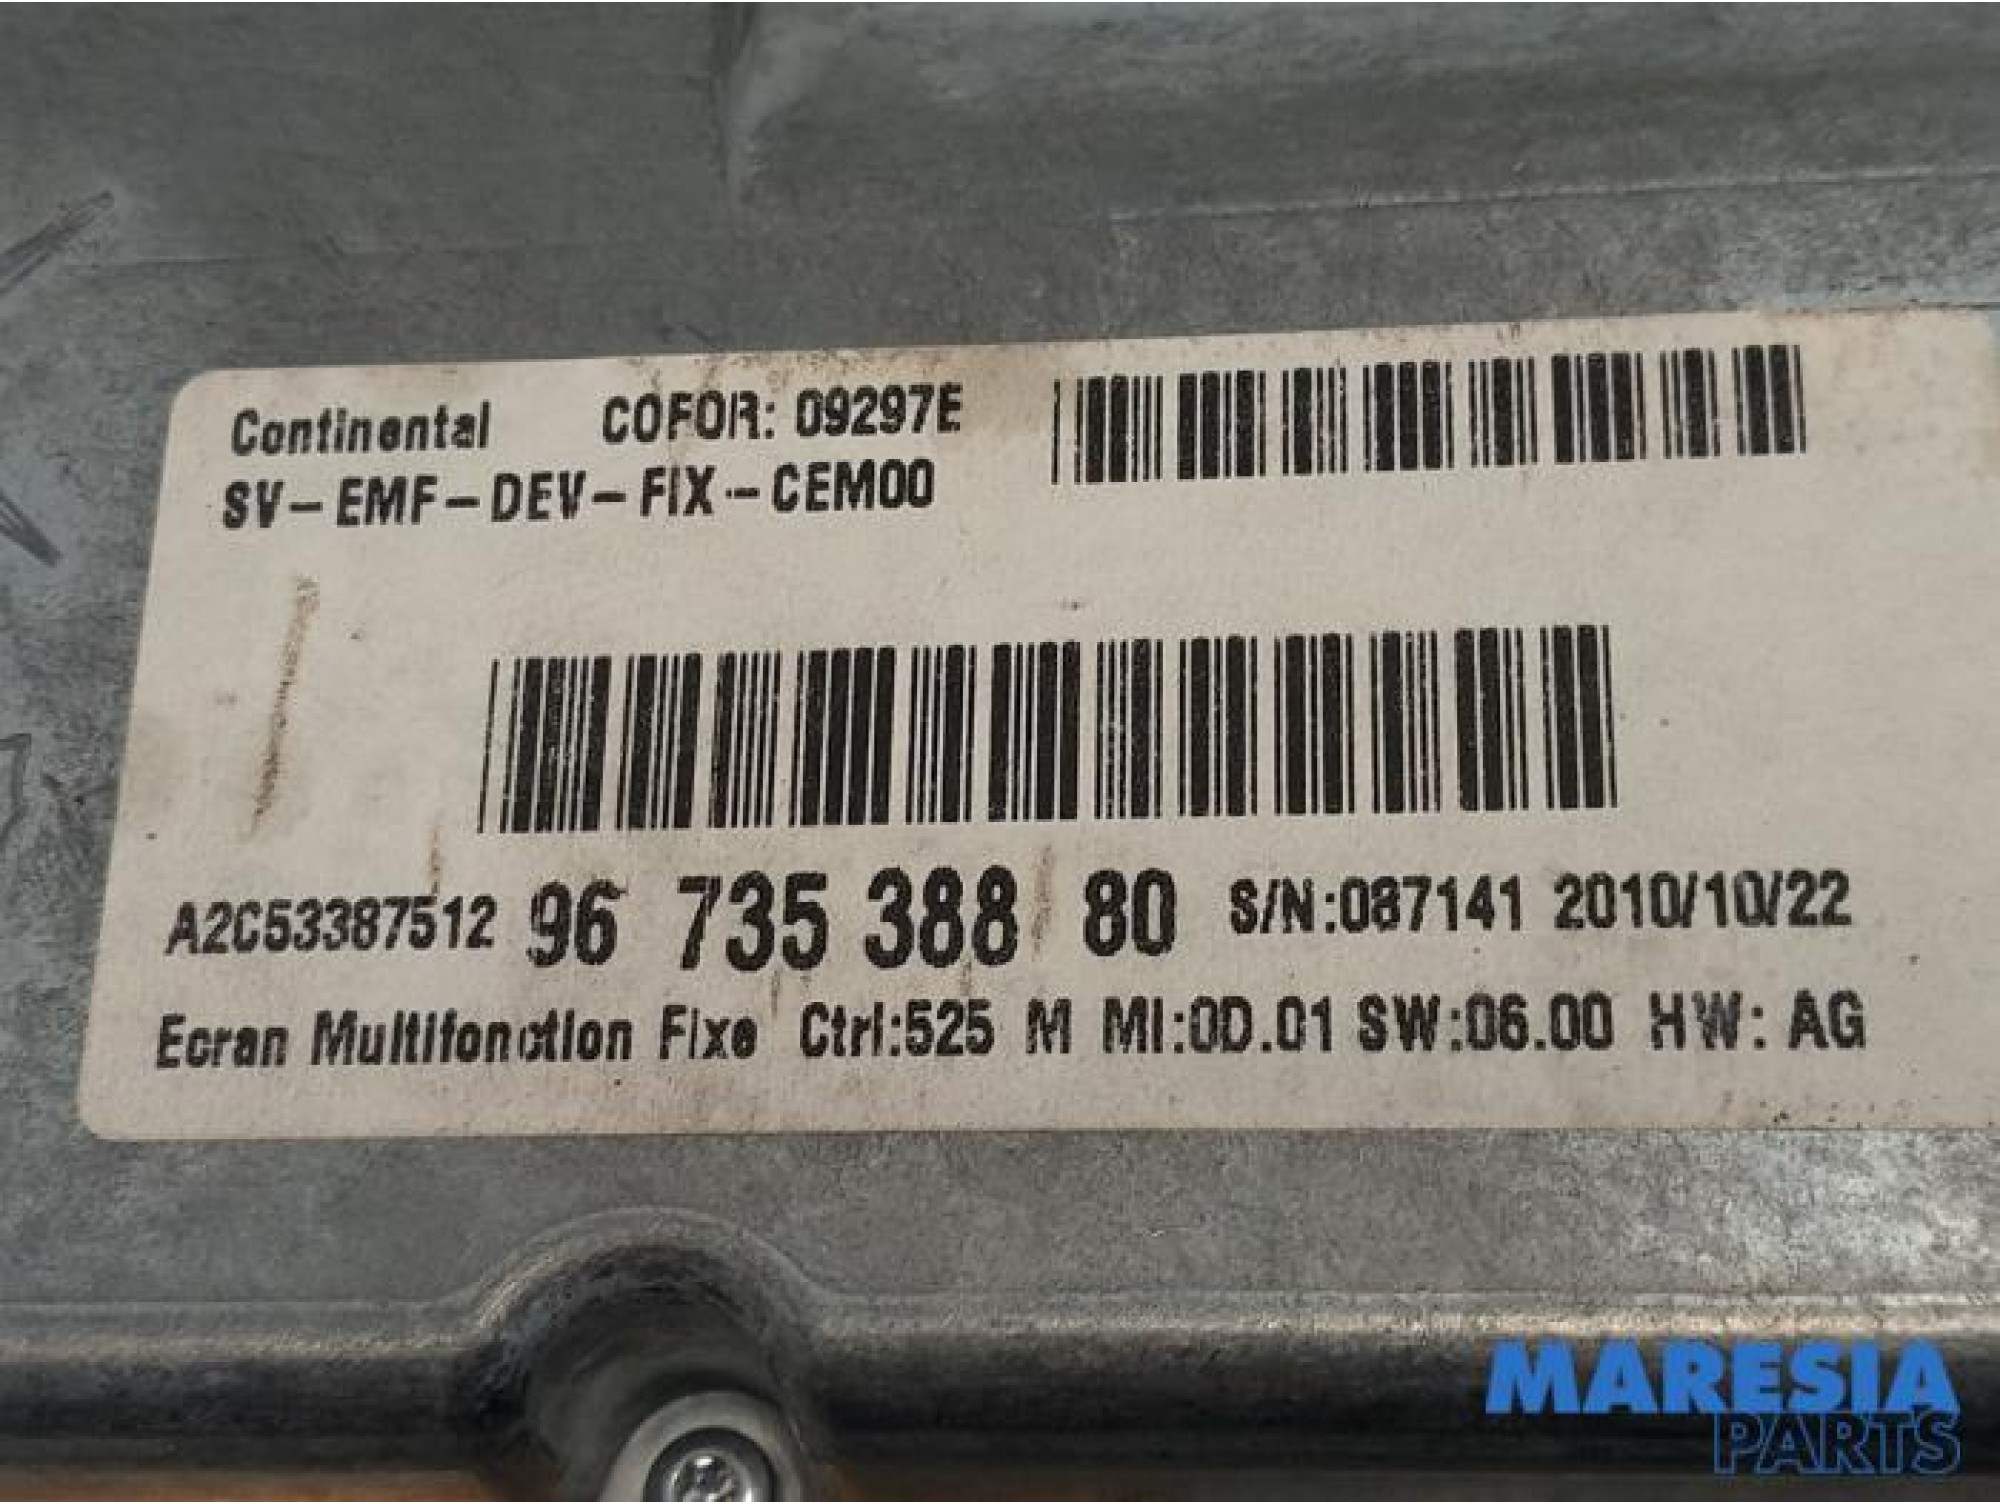 Continental COFOR: 09297E
SV-EMF-DEV-FIX--CEM00
A2C53387512 96 735 388 80 S/N:087141 2010/10/22
Ecran Multifonction Fixe Ctrl:525 M MI:0D.01 SW:06.00 HW: AG
MARESIA
PARTS